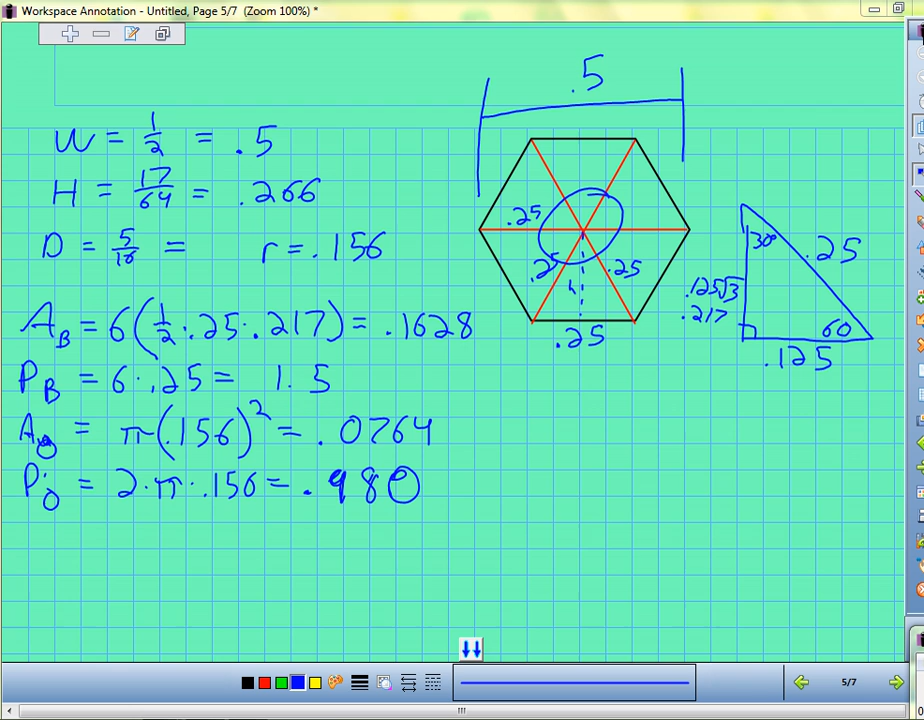 Workspace Annotation - Untitled, Page 5/7 (Zoom 100%) *
.5
W = 1/2 = .5
H = 17/64 = .266
D = 5/16 = r = .156
A_B = 6(1/2 · .25 · .217) = .1628
P_B = 6 · .25 = 1.5
A_O = π(.156)^2 = .0764
P_O = 2 · π · .156 = .980
.25
.25
.25
h
.25
30°
.25
.125√3
.217
60
.125
5/7